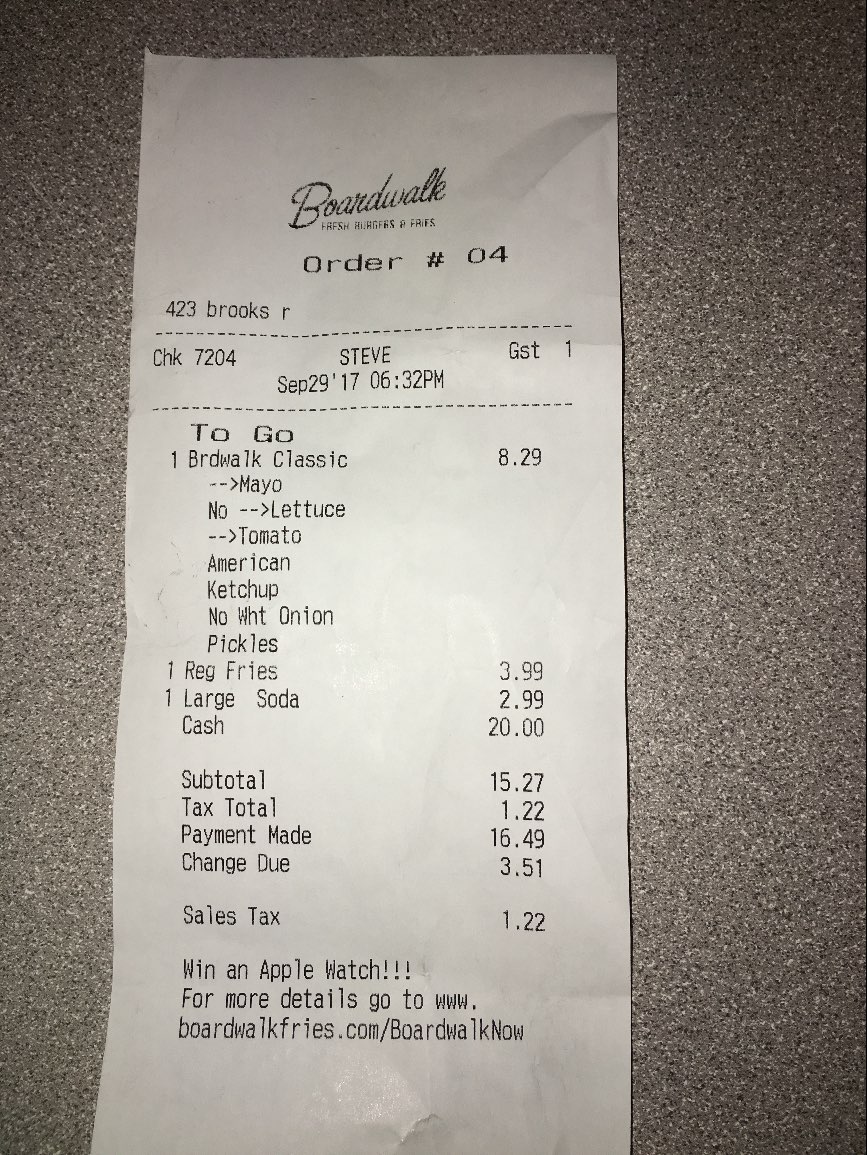 Boardwalk
FRESH BURGERS & FRIES
Order # 04
423 brooks r
Chk 7204 STEVE Gst 1
Sep29'17 06:32PM
To Go
1 Brdwalk Classic 8.29
-->Mayo
No -->Lettuce
-->Tomato
American
Ketchup
No Wht Onion
Pickles
1 Reg Fries 3.99
1 Large Soda 2.99
Cash 20.00
Subtotal 15.27
Tax Total 1.22
Payment Made 16.49
Change Due 3.51
Sales Tax 1.22
Win an Apple Watch!!!
For more details go to www.
boardwalkfries.com/BoardwalkNow